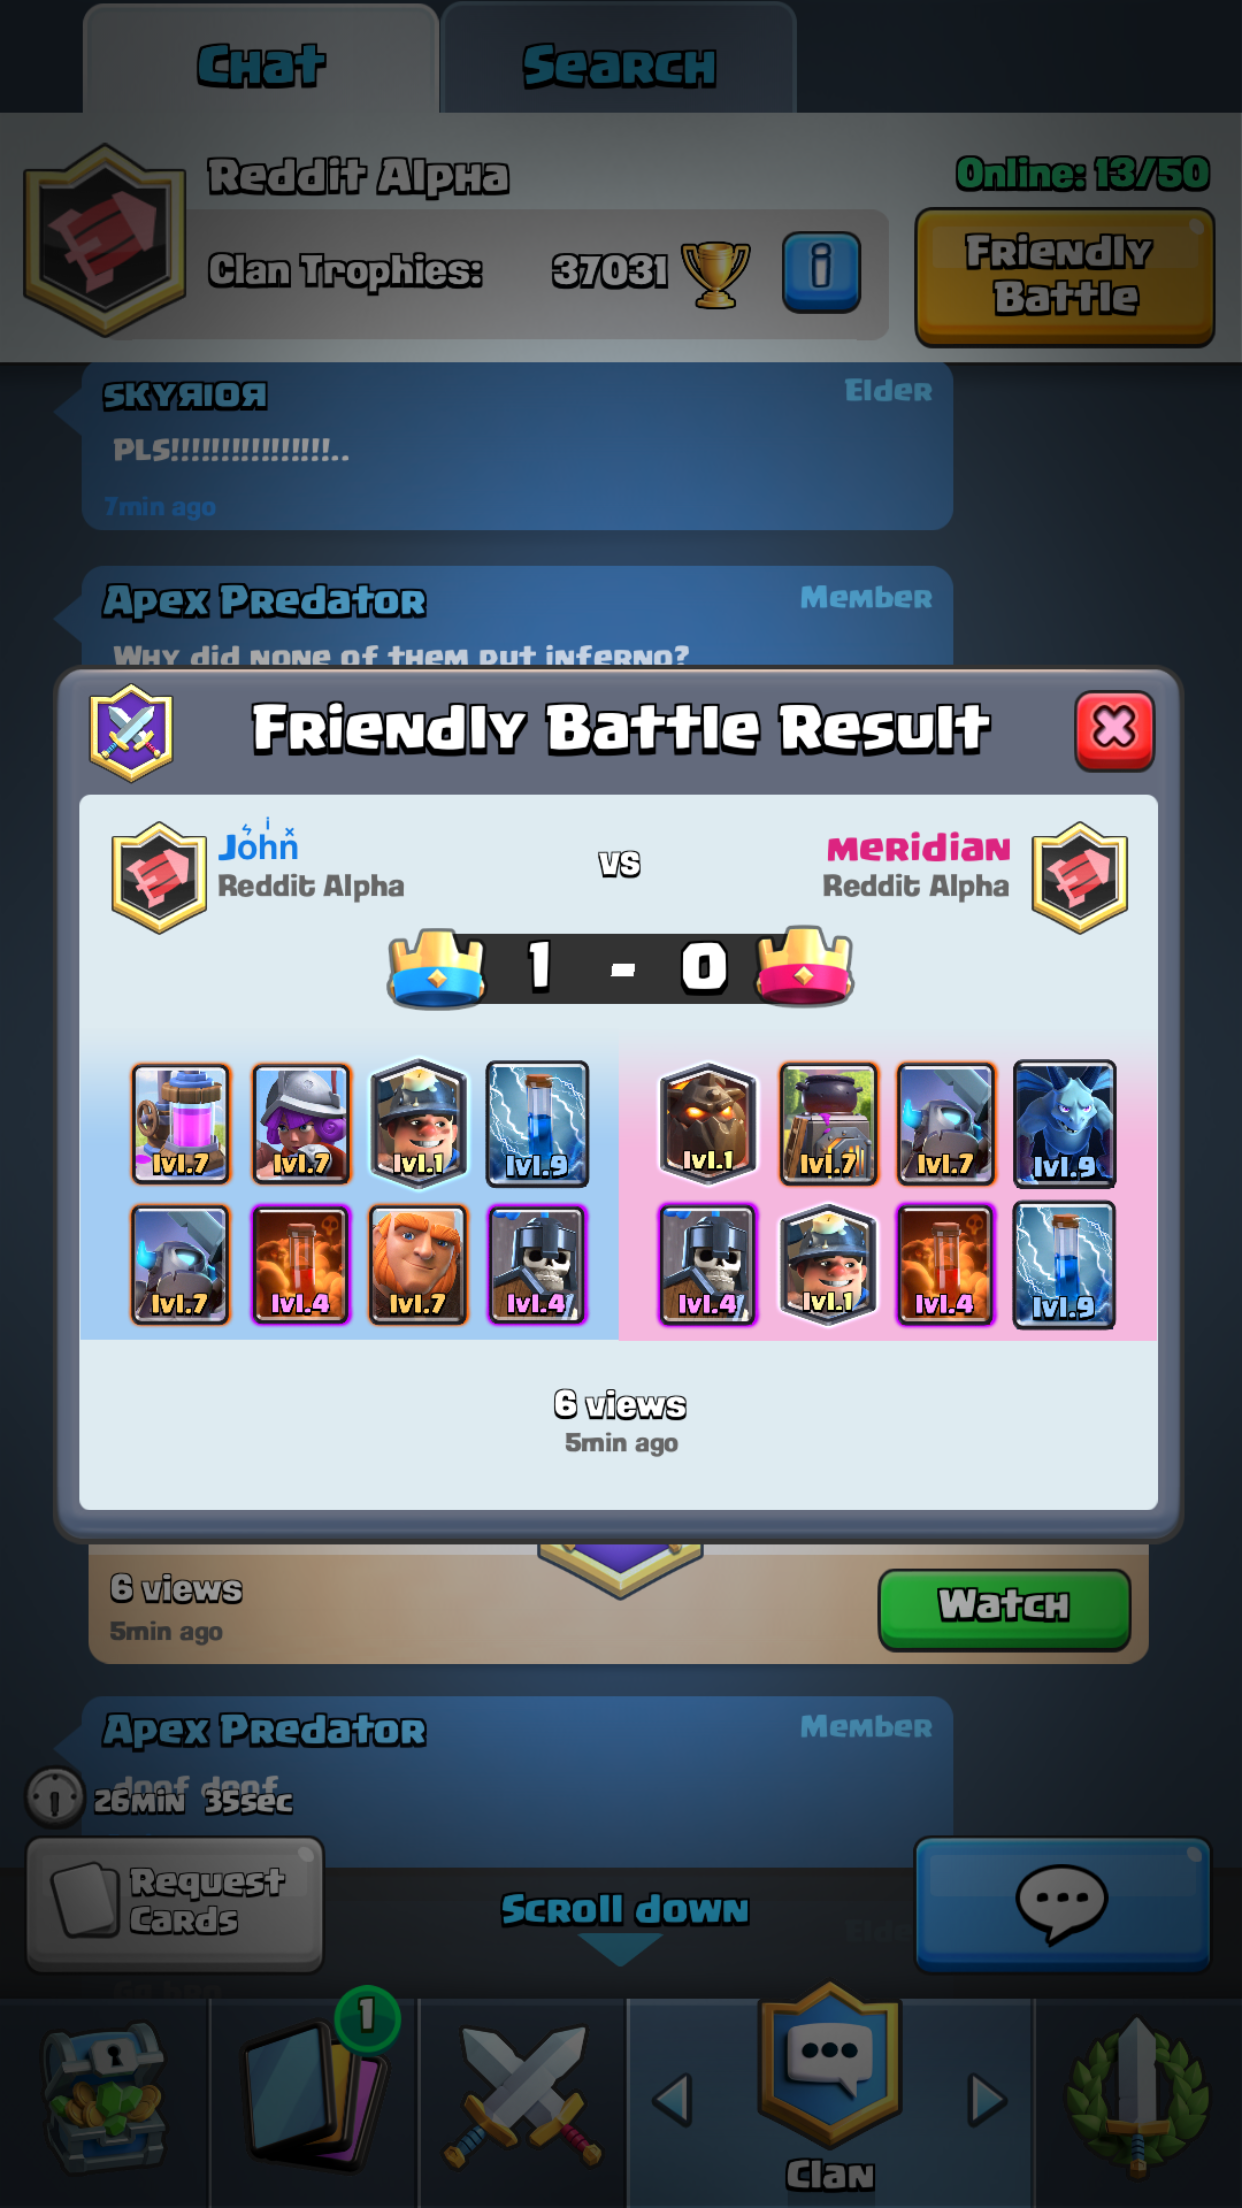 Chat
Search
Reddit Alpha
Online: 13/50
Clan Trophies: 37031
Friendly
Battle
SKYЯIOЯ
Elder
PLS!!!!!!!!!!!!!!!!..
7min ago
Apex Predator
Member
Why did none of them put inferno?
Friendly Battle Result
John
vs
Meridian
Reddit Alpha
Reddit Alpha
1 - 0
lvl.7 lvl.7 lvl.1 lvl.9 lvl.1 lvl.7 lvl.7 lvl.9
lvl.7 lvl.4 lvl.7 lvl.4 lvl.4 lvl.1 lvl.4 lvl.9
6 views
5min ago
6 views
5min ago
Watch
Apex Predator
Member
doof doof
26min 35sec
Request
Cards
Scroll down
Elde
1
Clan